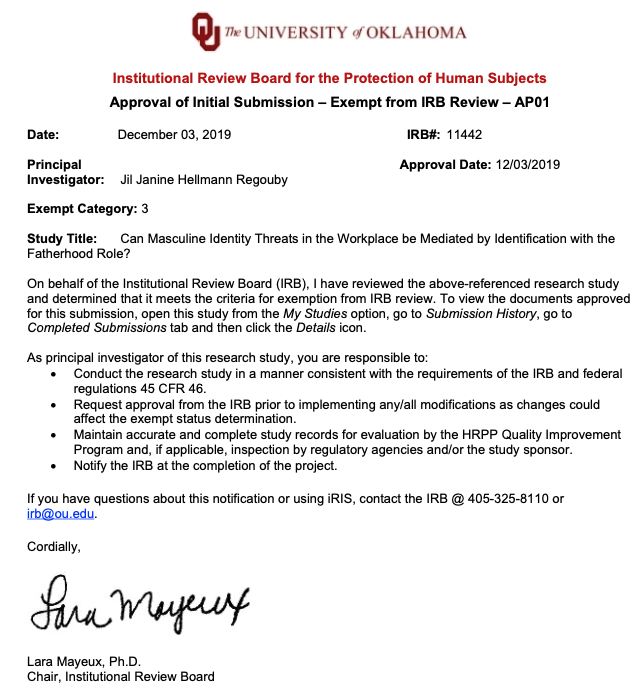 The UNIVERSITY of OKLAHOMA
Institutional Review Board for the Protection of Human Subjects
Approval of Initial Submission – Exempt from IRB Review – AP01
Date: December 03, 2019 IRB#: 11442
Principal
Investigator: Jil Janine Hellmann Regouby Approval Date: 12/03/2019
Exempt Category: 3
Study Title: Can Masculine Identity Threats in the Workplace be Mediated by Identification with the
Fatherhood Role?
On behalf of the Institutional Review Board (IRB), I have reviewed the above-referenced research study
and determined that it meets the criteria for exemption from IRB review. To view the documents approved
for this submission, open this study from the My Studies option, go to Submission History, go to
Completed Submissions tab and then click the Details icon.
As principal investigator of this research study, you are responsible to:
• Conduct the research study in a manner consistent with the requirements of the IRB and federal
regulations 45 CFR 46.
• Request approval from the IRB prior to implementing any/all modifications as changes could
affect the exempt status determination.
• Maintain accurate and complete study records for evaluation by the HRPP Quality Improvement
Program and, if applicable, inspection by regulatory agencies and/or the study sponsor.
• Notify the IRB at the completion of the project.
If you have questions about this notification or using iRIS, contact the IRB @ 405-325-8110 or
irb@ou.edu.
Cordially,
Lara Mayeux
Lara Mayeux, Ph.D.
Chair, Institutional Review Board